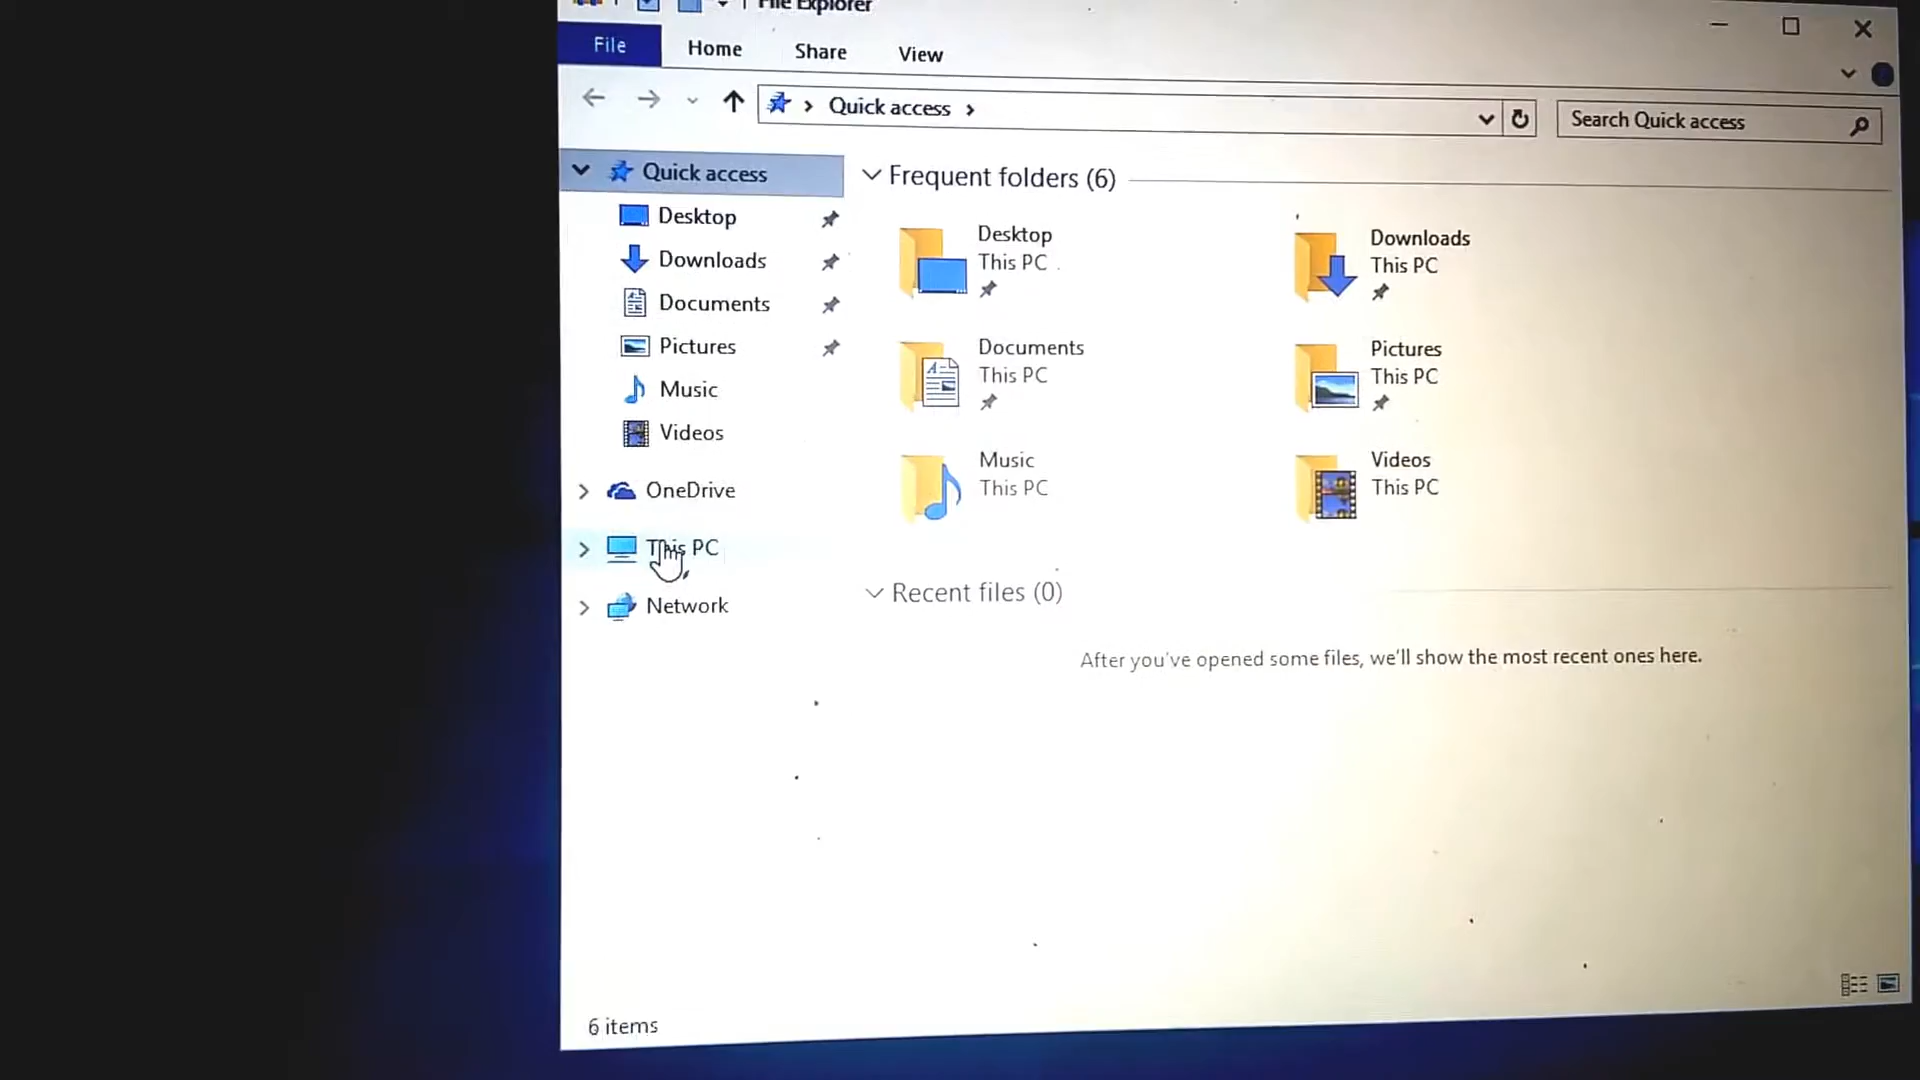 File Explorer
File Home Share View
Quick access
Search Quick access
Quick access
Desktop
Downloads
Documents
Pictures
Music
Videos
OneDrive
This PC
Network
Frequent folders (6)
Desktop
This PC
Downloads
This PC
Documents
This PC
Pictures
This PC
Music
This PC
Videos
This PC
Recent files (0)
After you've opened some files, we'll show the most recent ones here.
6 items